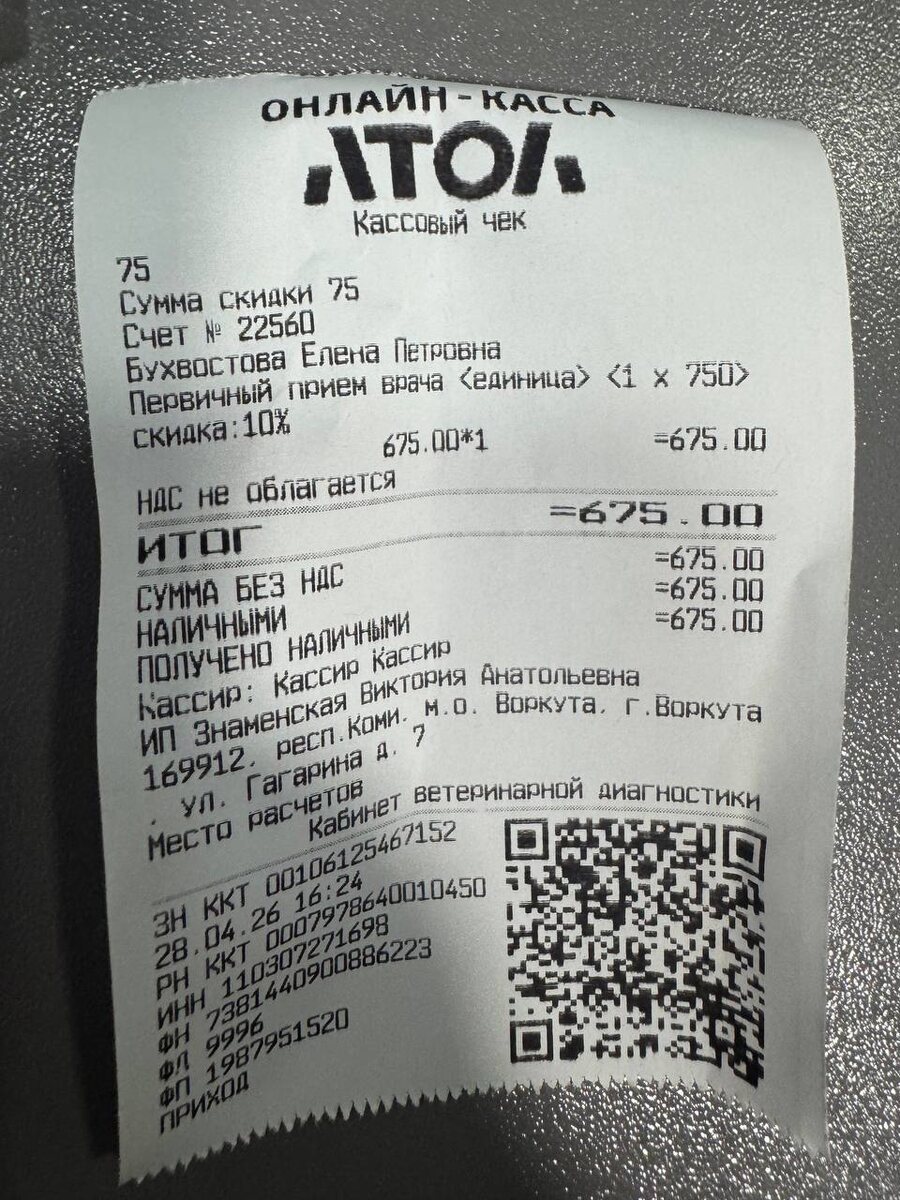 ОНЛАЙН-КАССА
АТОЛ
Кассовый чек
75
Сумма скидки 75
Счет № 22560
Бухвостова Елена Петровна
Первичный прием врача <единица> <1 x 750>
скидка:10%
675.00*1 =675.00
НДС не облагается
ИТОГ =675.00
СУММА БЕЗ НДС =675.00
НАЛИЧНЫМИ =675.00
ПОЛУЧЕНО НАЛИЧНЫМИ =675.00
Кассир: Кассир Кассир
ИП Знаменская Виктория Анатольевна
169912, респ.Коми, м.о. Воркута, г.Воркута
, ул. Гагарина д. 7
Место расчетов
Кабинет ветеринарной диагностики
ЗН ККТ 00106125467152
28.04.26 16:24
РН ККТ 0007978640010450
ИНН 110307271698
ФН 7381440900886223
ФД 9996
ФП 1987951520
ПРИХОД